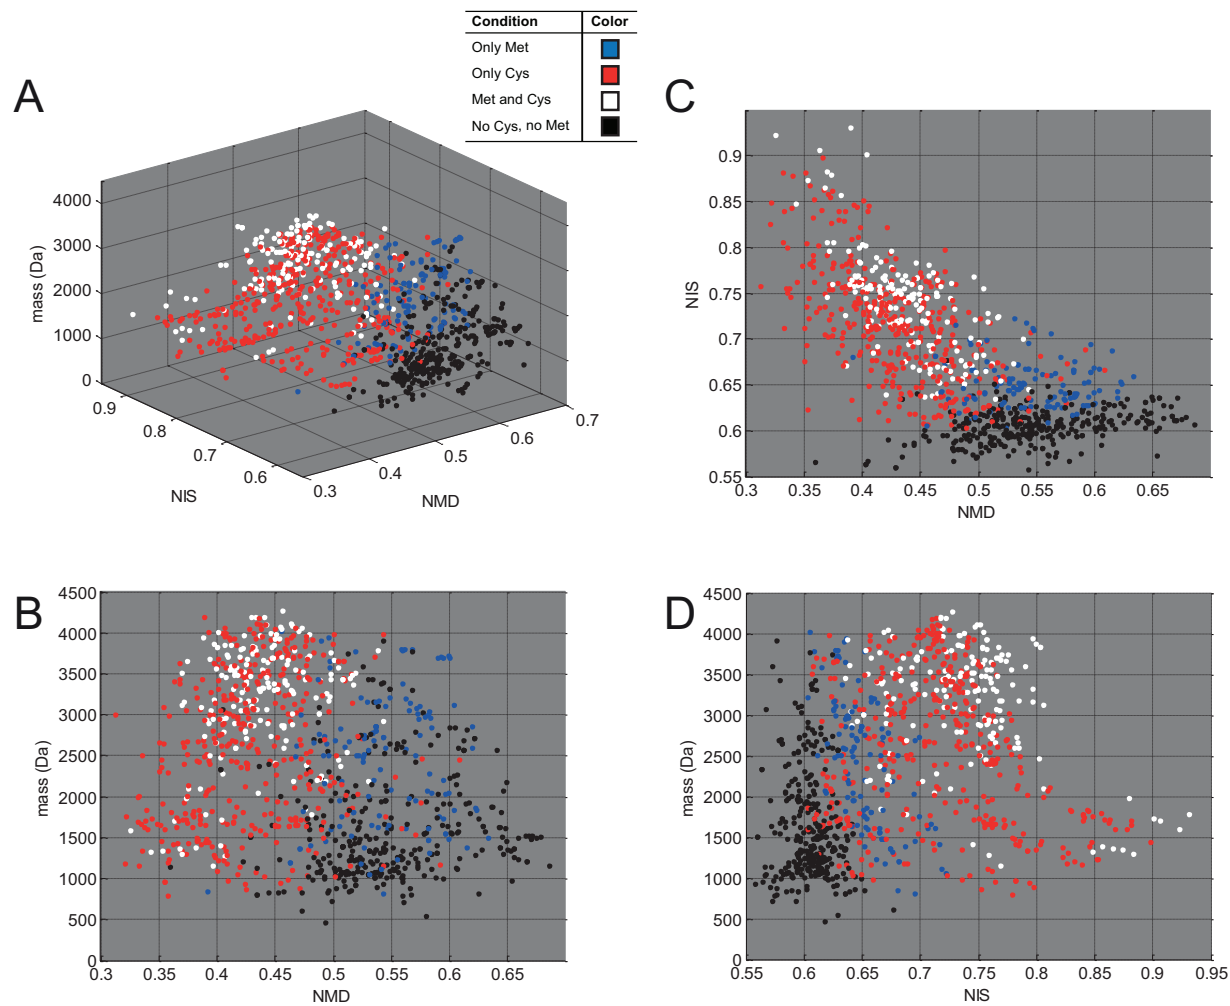 Condition Color
Only Met
Only Cys
Met and Cys
No Cys, no Met
A
mass (Da)
4000
3000
2000
1000
0
0.9
0.8
0.7
0.6
0.3
0.4
0.5
0.6
0.7
NIS
NMD
C
NIS
0.9
0.85
0.8
0.75
0.7
0.65
0.6
0.55
0.3 0.35 0.4 0.45 0.5 0.55 0.6 0.65
NMD
B
mass (Da)
4500
4000
3500
3000
2500
2000
1500
1000
500
0
0.3 0.35 0.4 0.45 0.5 0.55 0.6 0.65
NMD
D
mass (Da)
4500
4000
3500
3000
2500
2000
1500
1000
500
0
0.55 0.6 0.65 0.7 0.75 0.8 0.85 0.9 0.95
NIS